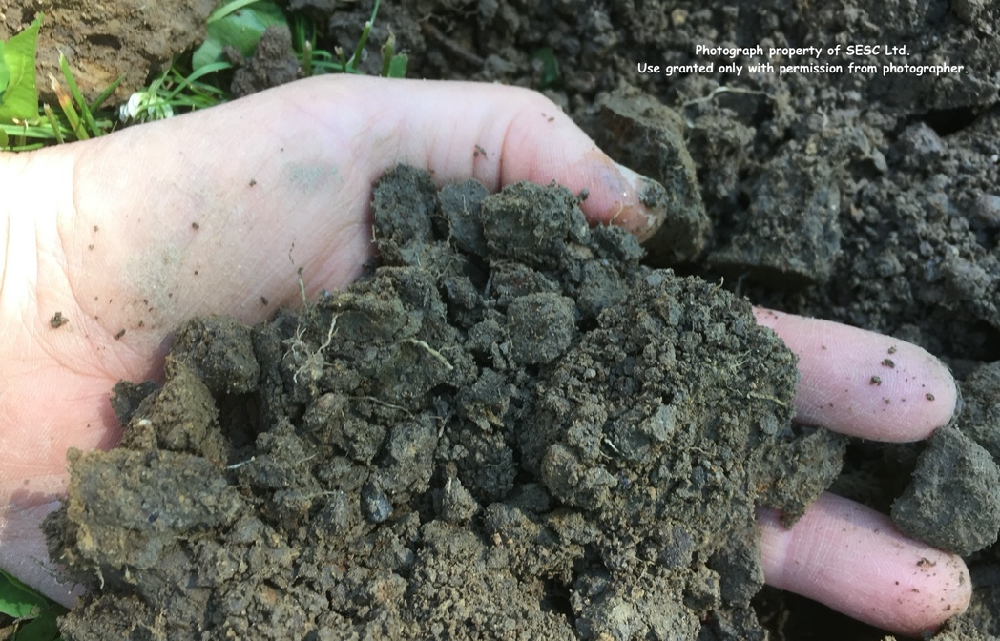 Photograph property of SESC Ltd.
Use granted only with permission from photographer.